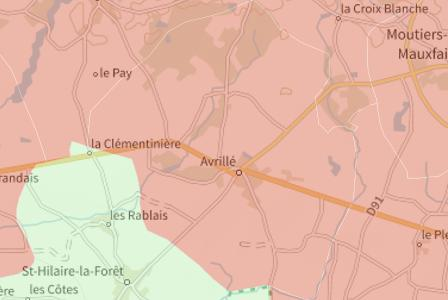 la Croix Blanche
Moutiers-
Mauxfai
le Pay
la Clémentinière
Avrillé
randais
D91
les Rablais
le Ple
St-Hilaire-la-Forêt
les Côtes
ère